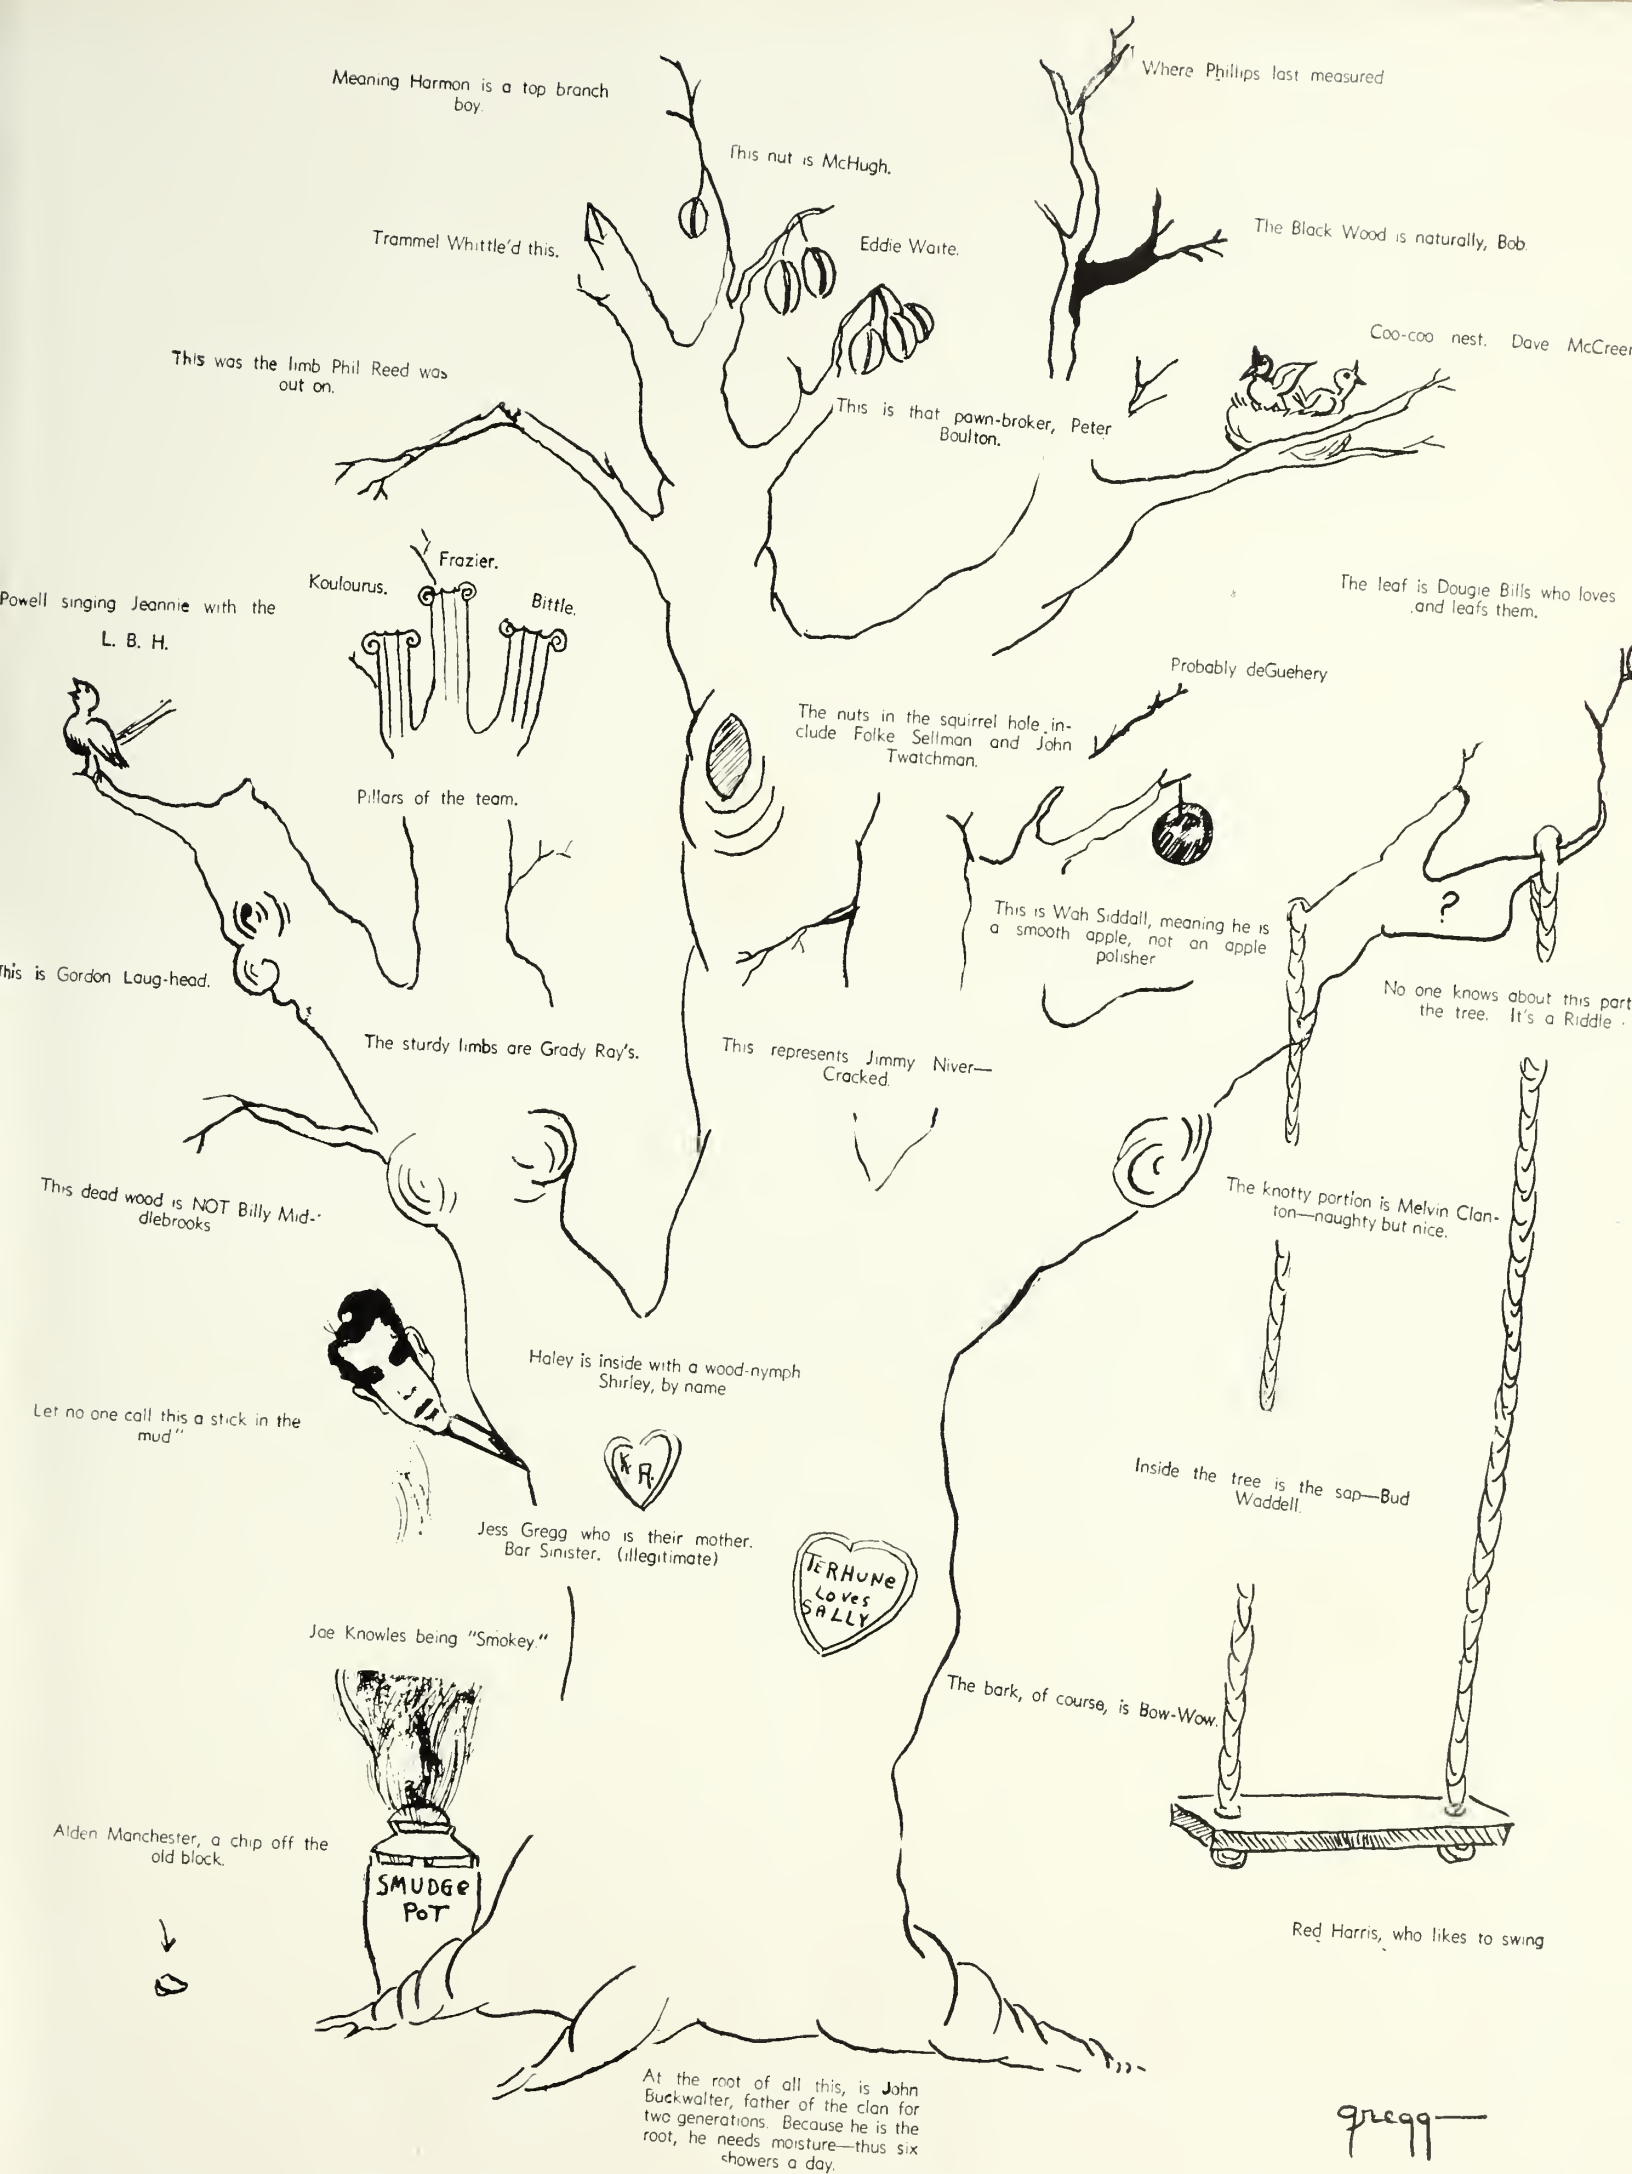 Meaning Harmon is a top branch
boy.
Where Phillips last measured
This nut is McHugh.
Trammel Whittle'd this.
Eddie Waite.
The Black Wood is naturally, Bob.
Coo-coo nest. Dave McCreer
This was the limb Phil Reed was
out on.
This is that pawn-broker, Peter
Boulton.
Frazier.
Koulourus.
Bittle.
Powell singing Jeannie with the
L. B. H.
The leaf is Dougie Bills who loves
.and leafs them.
Probably deGuehery
The nuts in the squirrel hole in-
clude Folke Sellman and John
Twatchman.
Pillars of the team.
This is Wah Siddall, meaning he is
a smooth apple, not an apple
polisher
?
This is Gordon Laug-head.
No one knows about this part
the tree. It's a Riddle .
The sturdy limbs are Grady Ray's.
This represents Jimmy Niver—
Cracked.
This dead wood is NOT Billy Mid-
dlebrooks
The knotty portion is Melvin Clan-
ton—naughty but nice.
Haley is inside with a wood-nymph
Shirley, by name
Let no one call this a stick in the
mud"
KA.
Inside the tree is the sap—Bud
Waddell.
Jess Gregg who is their mother.
Bar Sinister. (illegitimate)
TERHUNe
Loves
SALLY
Joe Knowles being "Smokey."
The bark, of course, is Bow-Wow.
Alden Manchester, a chip off the
old block.
SMUDGe
PoT
Red Harris, who likes to swing
At the root of all this, is John
Buckwalter, father of the clan for
two generations. Because he is the
root, he needs moisture—thus six
showers a day.
gregg—